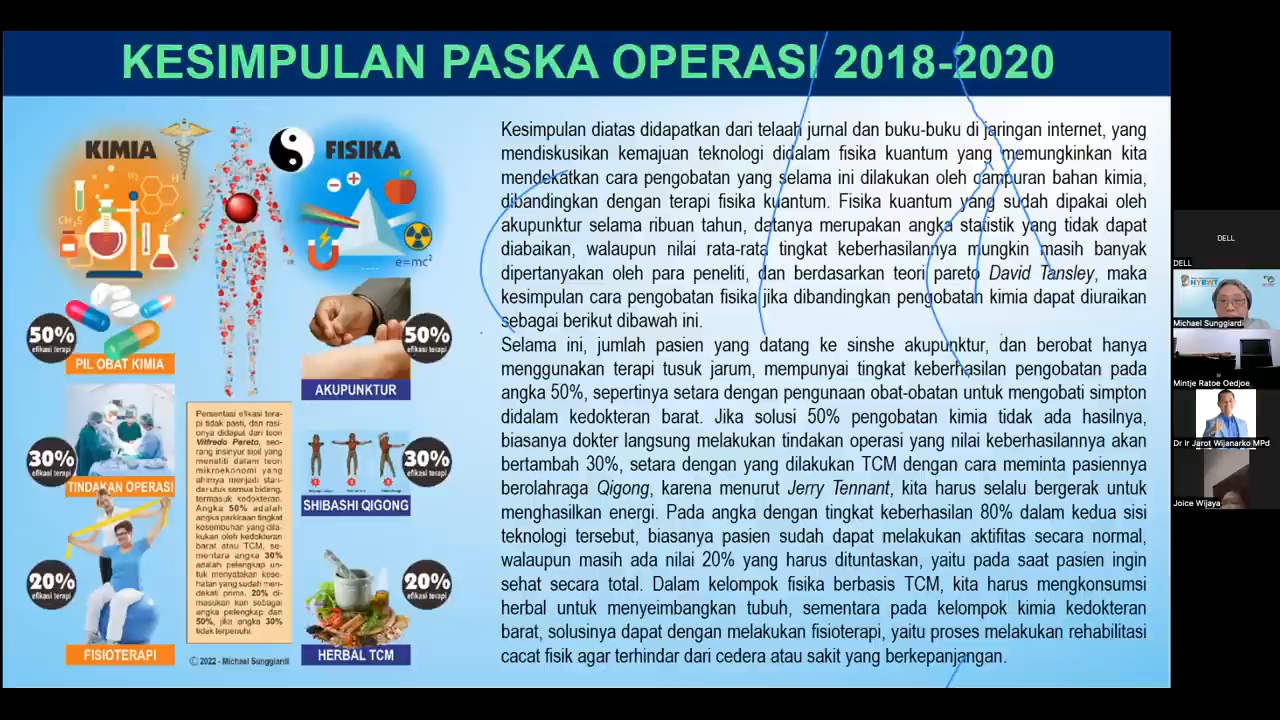 KESIMPULAN PASKA OPERASI 2018-2020
KIMIA
FISIKA
CH₃S
H₂
e=mc²
50%
efikasi terapi
PIL OBAT KIMIA
50%
efikasi terapi
AKUPUNKTUR
30%
efikasi terapi
TINDAKAN OPERASI
30%
efikasi terapi
SHIBASHI QIGONG
20%
efikasi terapi
FISIOTERAPI
20%
efikasi terapi
HERBAL TCM
Persentasi efikasi tera-
pi tidak pasti, dan rasi-
onya didapat dari teori
Vilfredo Pereto, seo-
rang insinyur sipil yang
meneliti dalam teori
mikroekonomi yang
ahirnya menjadi stan-
dar utuk semua bidang,
termasuk kedokteran.
Angka 50% adalah
angka parkiraan tingkat
kesembuhan yang dila-
kukan oleh kedokteran
barat atau TCM, se-
mentara angka 30%
adalah pelengkap un-
tuk menyatakan kese-
hatan yang sudah men-
dekati prima. 20% di-
masukan kan sebagai
angka pelengkap dari
50%, jika angka 30%
tidak terpenuhi.
© 2022 - Michael Sunggiardi
Kesimpulan diatas didapatkan dari telaah jurnal dan buku-buku di jaringan internet, yang
mendiskusikan kemajuan teknologi didalam fisika kuantum yang memungkinkan kita
mendekatkan cara pengobatan yang selama ini dilakukan oleh campuran bahan kimia,
dibandingkan dengan terapi fisika kuantum. Fisika kuantum yang sudah dipakai oleh
akupunktur selama ribuan tahun, datanya merupakan angka statistik yang tidak dapat
diabaikan, walaupun nilai rata-rata tingkat keberhasilannya mungkin masih banyak
dipertanyakan oleh para peneliti, dan berdasarkan teori pareto David Tansley, maka
kesimpulan cara pengobatan fisika jika dibandingkan pengobatan kimia dapat diuraikan
sebagai berikut dibawah ini.
Selama ini, jumlah pasien yang datang ke sinshe akupunktur, dan berobat hanya
menggunakan terapi tusuk jarum, mempunyai tingkat keberhasilan pengobatan pada
angka 50%, sepertinya setara dengan pengunaan obat-obatan untuk mengobati simpton
didalam kedokteran barat. Jika solusi 50% pengobatan kimia tidak ada hasilnya,
biasanya dokter langsung melakukan tindakan operasi yang nilai keberhasilannya akan
bertambah 30%, setara dengan yang dilakukan TCM dengan cara meminta pasiennya
berolahraga Qigong, karena menurut Jerry Tennant, kita harus selalu bergerak untuk
menghasilkan energi. Pada angka dengan tingkat keberhasilan 80% dalam kedua sisi
teknologi tersebut, biasanya pasien sudah dapat melakukan aktifitas secara normal,
walaupun masih ada nilai 20% yang harus dituntaskan, yaitu pada saat pasien ingin
sehat secara total. Dalam kelompok fisika berbasis TCM, kita harus mengkonsumsi
herbal untuk menyeimbangkan tubuh, sementara pada kelompok kimia kedokteran
barat, solusinya dapat dengan melakukan fisioterapi, yaitu proses melakukan rehabilitasi
cacat fisik agar terhindar dari cedera atau sakit yang berkepanjangan.
DELL
DELL
Michael Sunggiardi
Mintje Ratoe Oedjoe
Dr Ir Jarot Wijanarko MPd
Joice Wijaya